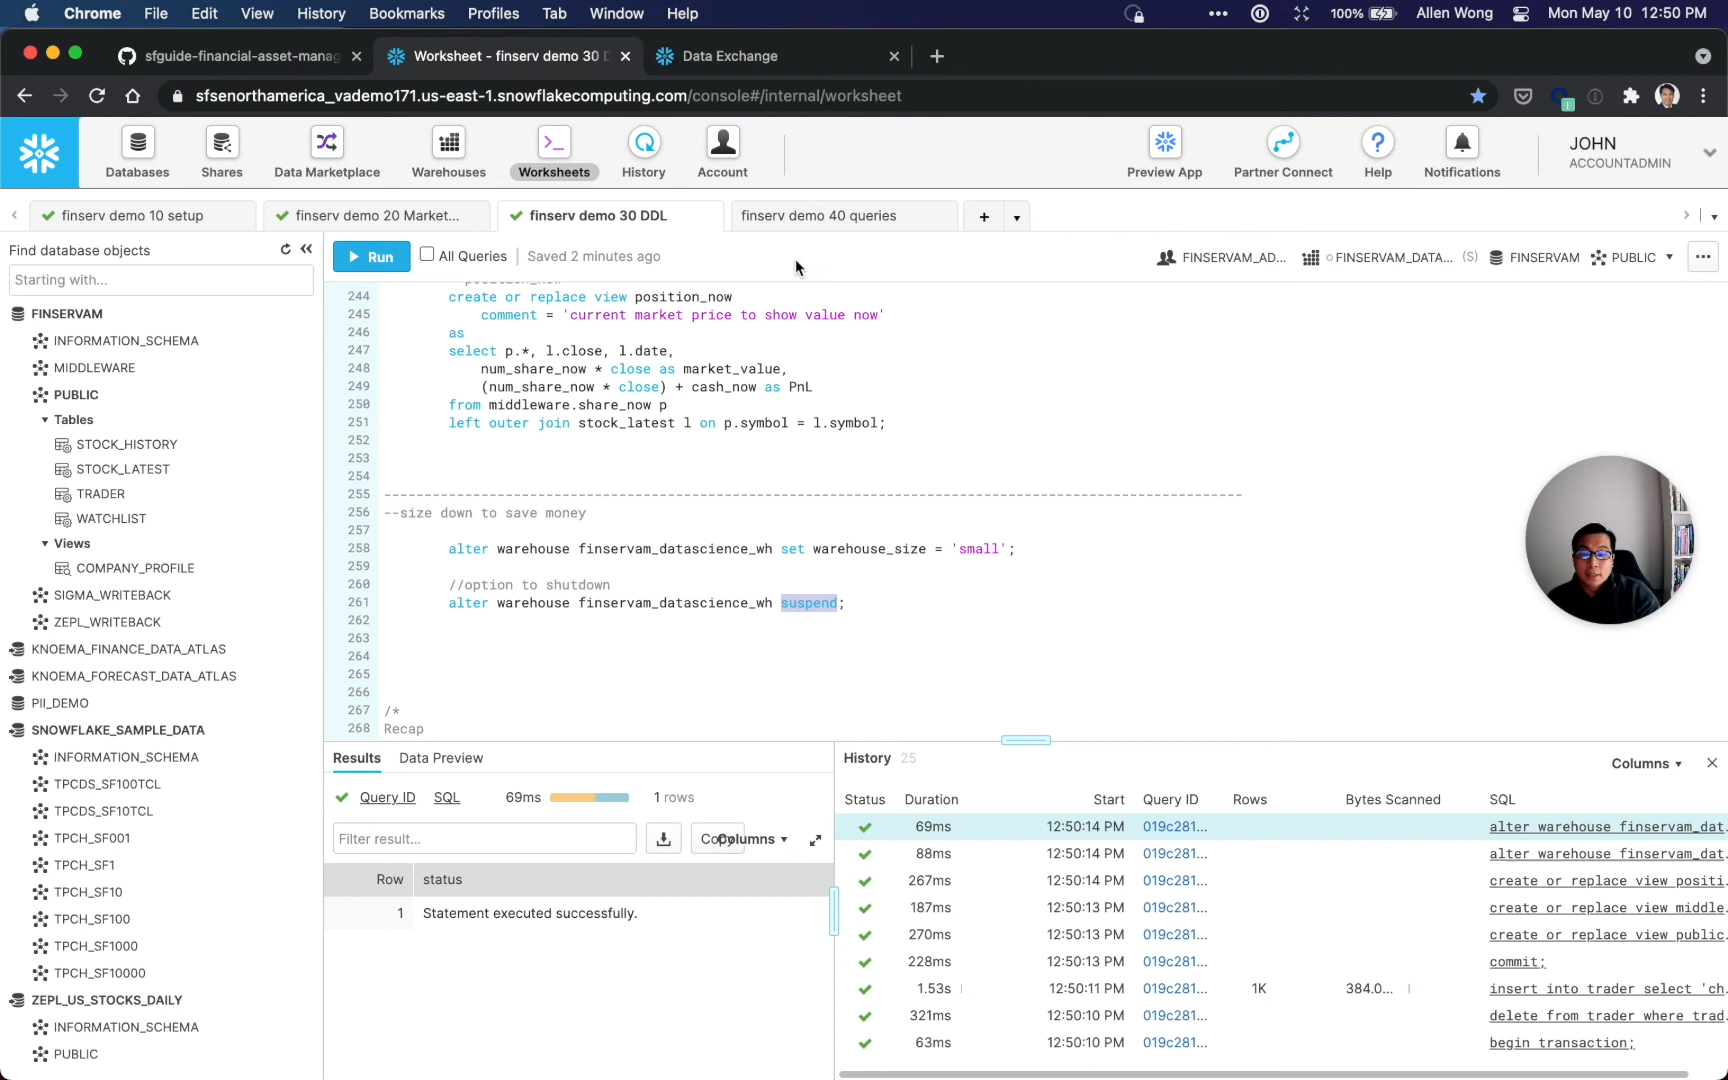 Chrome File Edit View History Bookmarks Profiles Tab Window Help 100% Allen Wong Mon May 10 12:50 PM
sfguide-financial-asset-manag Worksheet - finserv demo 30 D Data Exchange
sfsenorthamerica_vademo171.us-east-1.snowflakecomputing.com/console#/internal/worksheet
Databases Shares Data Marketplace Warehouses Worksheets History Account Preview App Partner Connect Help Notifications
JOHN
ACCOUNTADMIN
finserv demo 10 setup finserv demo 20 Market... finserv demo 30 DDL finserv demo 40 queries
Find database objects
Starting with...
FINSERVAM
INFORMATION_SCHEMA
MIDDLEWARE
PUBLIC
Tables
STOCK_HISTORY
STOCK_LATEST
TRADER
WATCHLIST
Views
COMPANY_PROFILE
SIGMA_WRITEBACK
ZEPL_WRITEBACK
KNOEMA_FINANCE_DATA_ATLAS
KNOEMA_FORECAST_DATA_ATLAS
PII_DEMO
SNOWFLAKE_SAMPLE_DATA
INFORMATION_SCHEMA
TPCDS_SF100TCL
TPCDS_SF10TCL
TPCH_SF001
TPCH_SF1
TPCH_SF10
TPCH_SF100
TPCH_SF1000
TPCH_SF10000
ZEPL_US_STOCKS_DAILY
INFORMATION_SCHEMA
PUBLIC
Run All Queries Saved 2 minutes ago FINSERVAM_AD... FINSERVAM_DATA... (S) FINSERVAM PUBLIC
244 create or replace view position_now
245 comment = 'current market price to show value now'
246 as
247 select p.*, l.close, l.date,
248 num_share_now * close as market_value,
249 (num_share_now * close) + cash_now as PnL
250 from middleware.share_now p
251 left outer join stock_latest l on p.symbol = l.symbol;
252
253
254
255 ----------------------------------------------------------------------------------------------------------
256 --size down to save money
257
258 alter warehouse finservam_datascience_wh set warehouse_size = 'small';
259
260 //option to shutdown
261 alter warehouse finservam_datascience_wh suspend;
262
263
264
265
266
267 /*
268 Recap
Results Data Preview
Query ID SQL 69ms 1 rows
Filter result... Copy Columns
Row status
1 Statement executed successfully.
History 25
Columns
Status Duration Start Query ID Rows Bytes Scanned SQL
69ms 12:50:14 PM 019c281... alter warehouse finservam_dat...
88ms 12:50:14 PM 019c281... alter warehouse finservam_dat...
267ms 12:50:14 PM 019c281... create or replace view positi...
187ms 12:50:13 PM 019c281... create or replace view middle...
270ms 12:50:13 PM 019c281... create or replace view public...
228ms 12:50:13 PM 019c281... commit;
1.53s 12:50:11 PM 019c281... 1K 384.0... insert into trader select 'ch...
321ms 12:50:10 PM 019c281... delete from trader where trad...
63ms 12:50:10 PM 019c281... begin transaction;